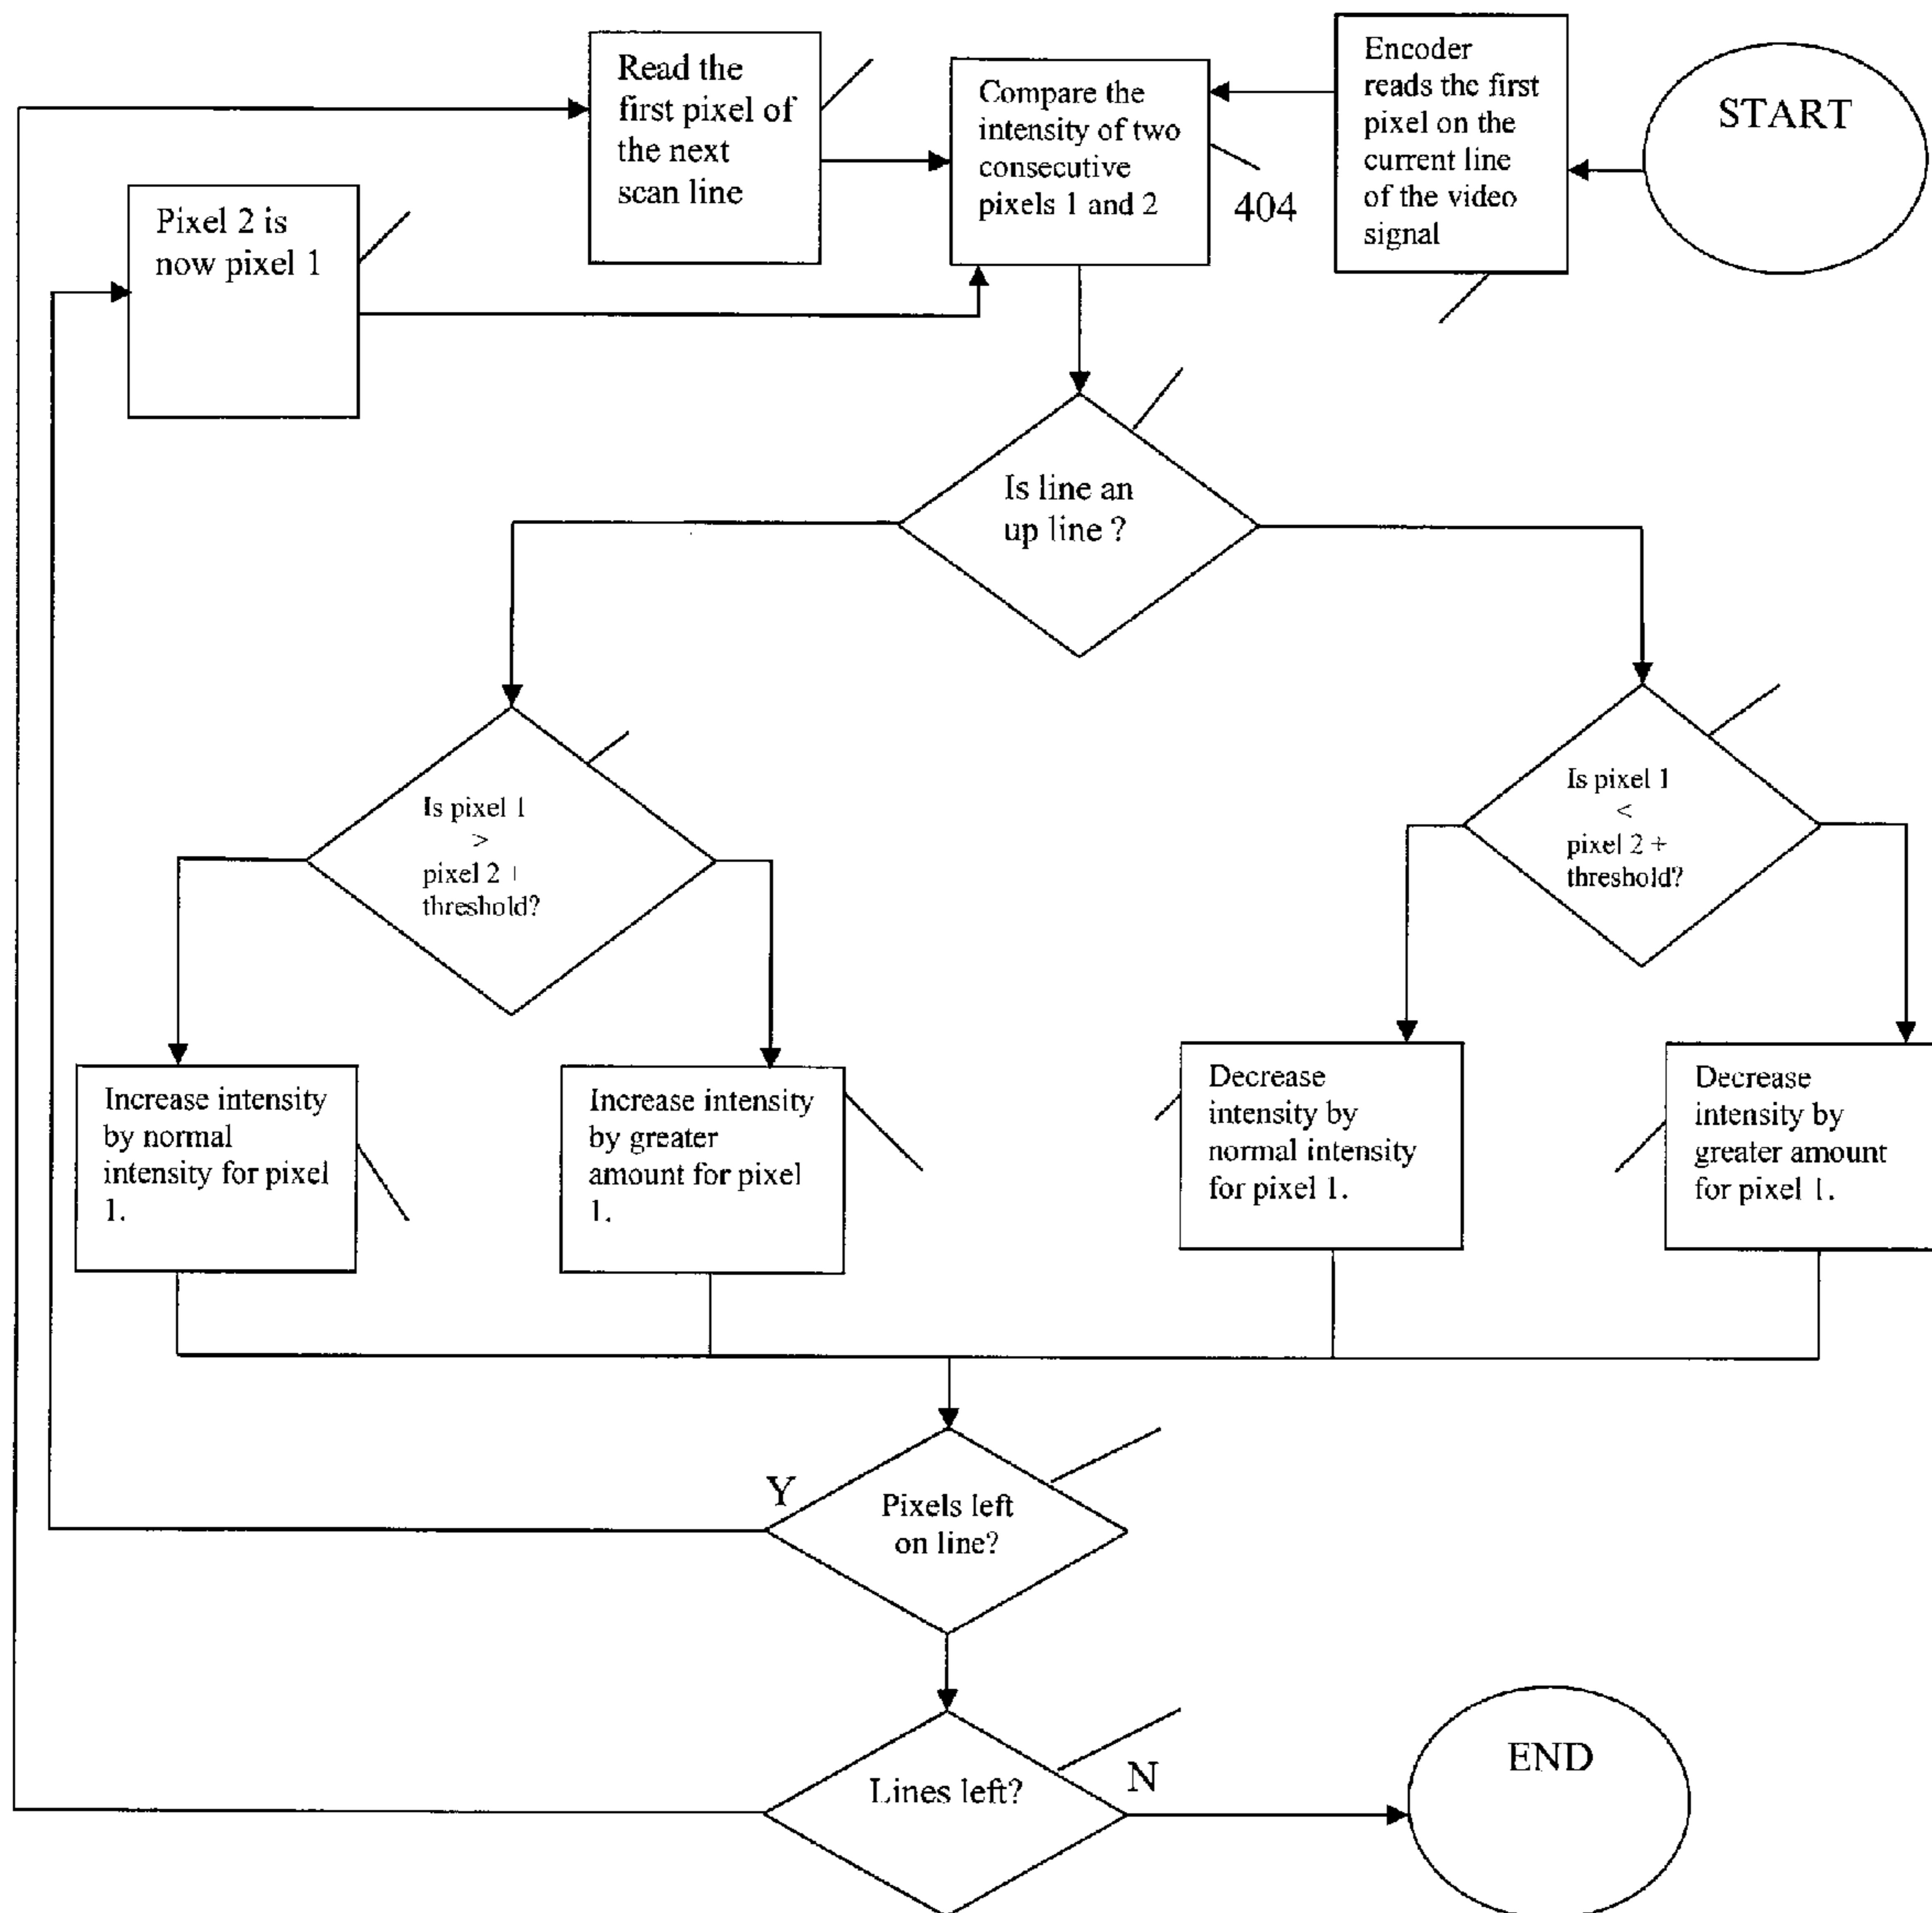 START
Encoder
reads the first
pixel on the
current line
of the video
signal
Compare the
intensity of two
consecutive
pixels 1 and 2
404
Read the
first pixel of
the next
scan line
Pixel 2 is
now pixel 1
Is line an
up line ?
Is pixel 1
>
pixel 2 +
threshold?
Is pixel 1
<
pixel 2 +
threshold?
Increase intensity
by normal
intensity for pixel
1.
Increase intensity
by greater
amount for pixel
1.
Decrease
intensity by
normal intensity
for pixel 1.
Decrease
intensity by
greater amount
for pixel 1.
Y
Pixels left
on line?
Lines left?
N
END